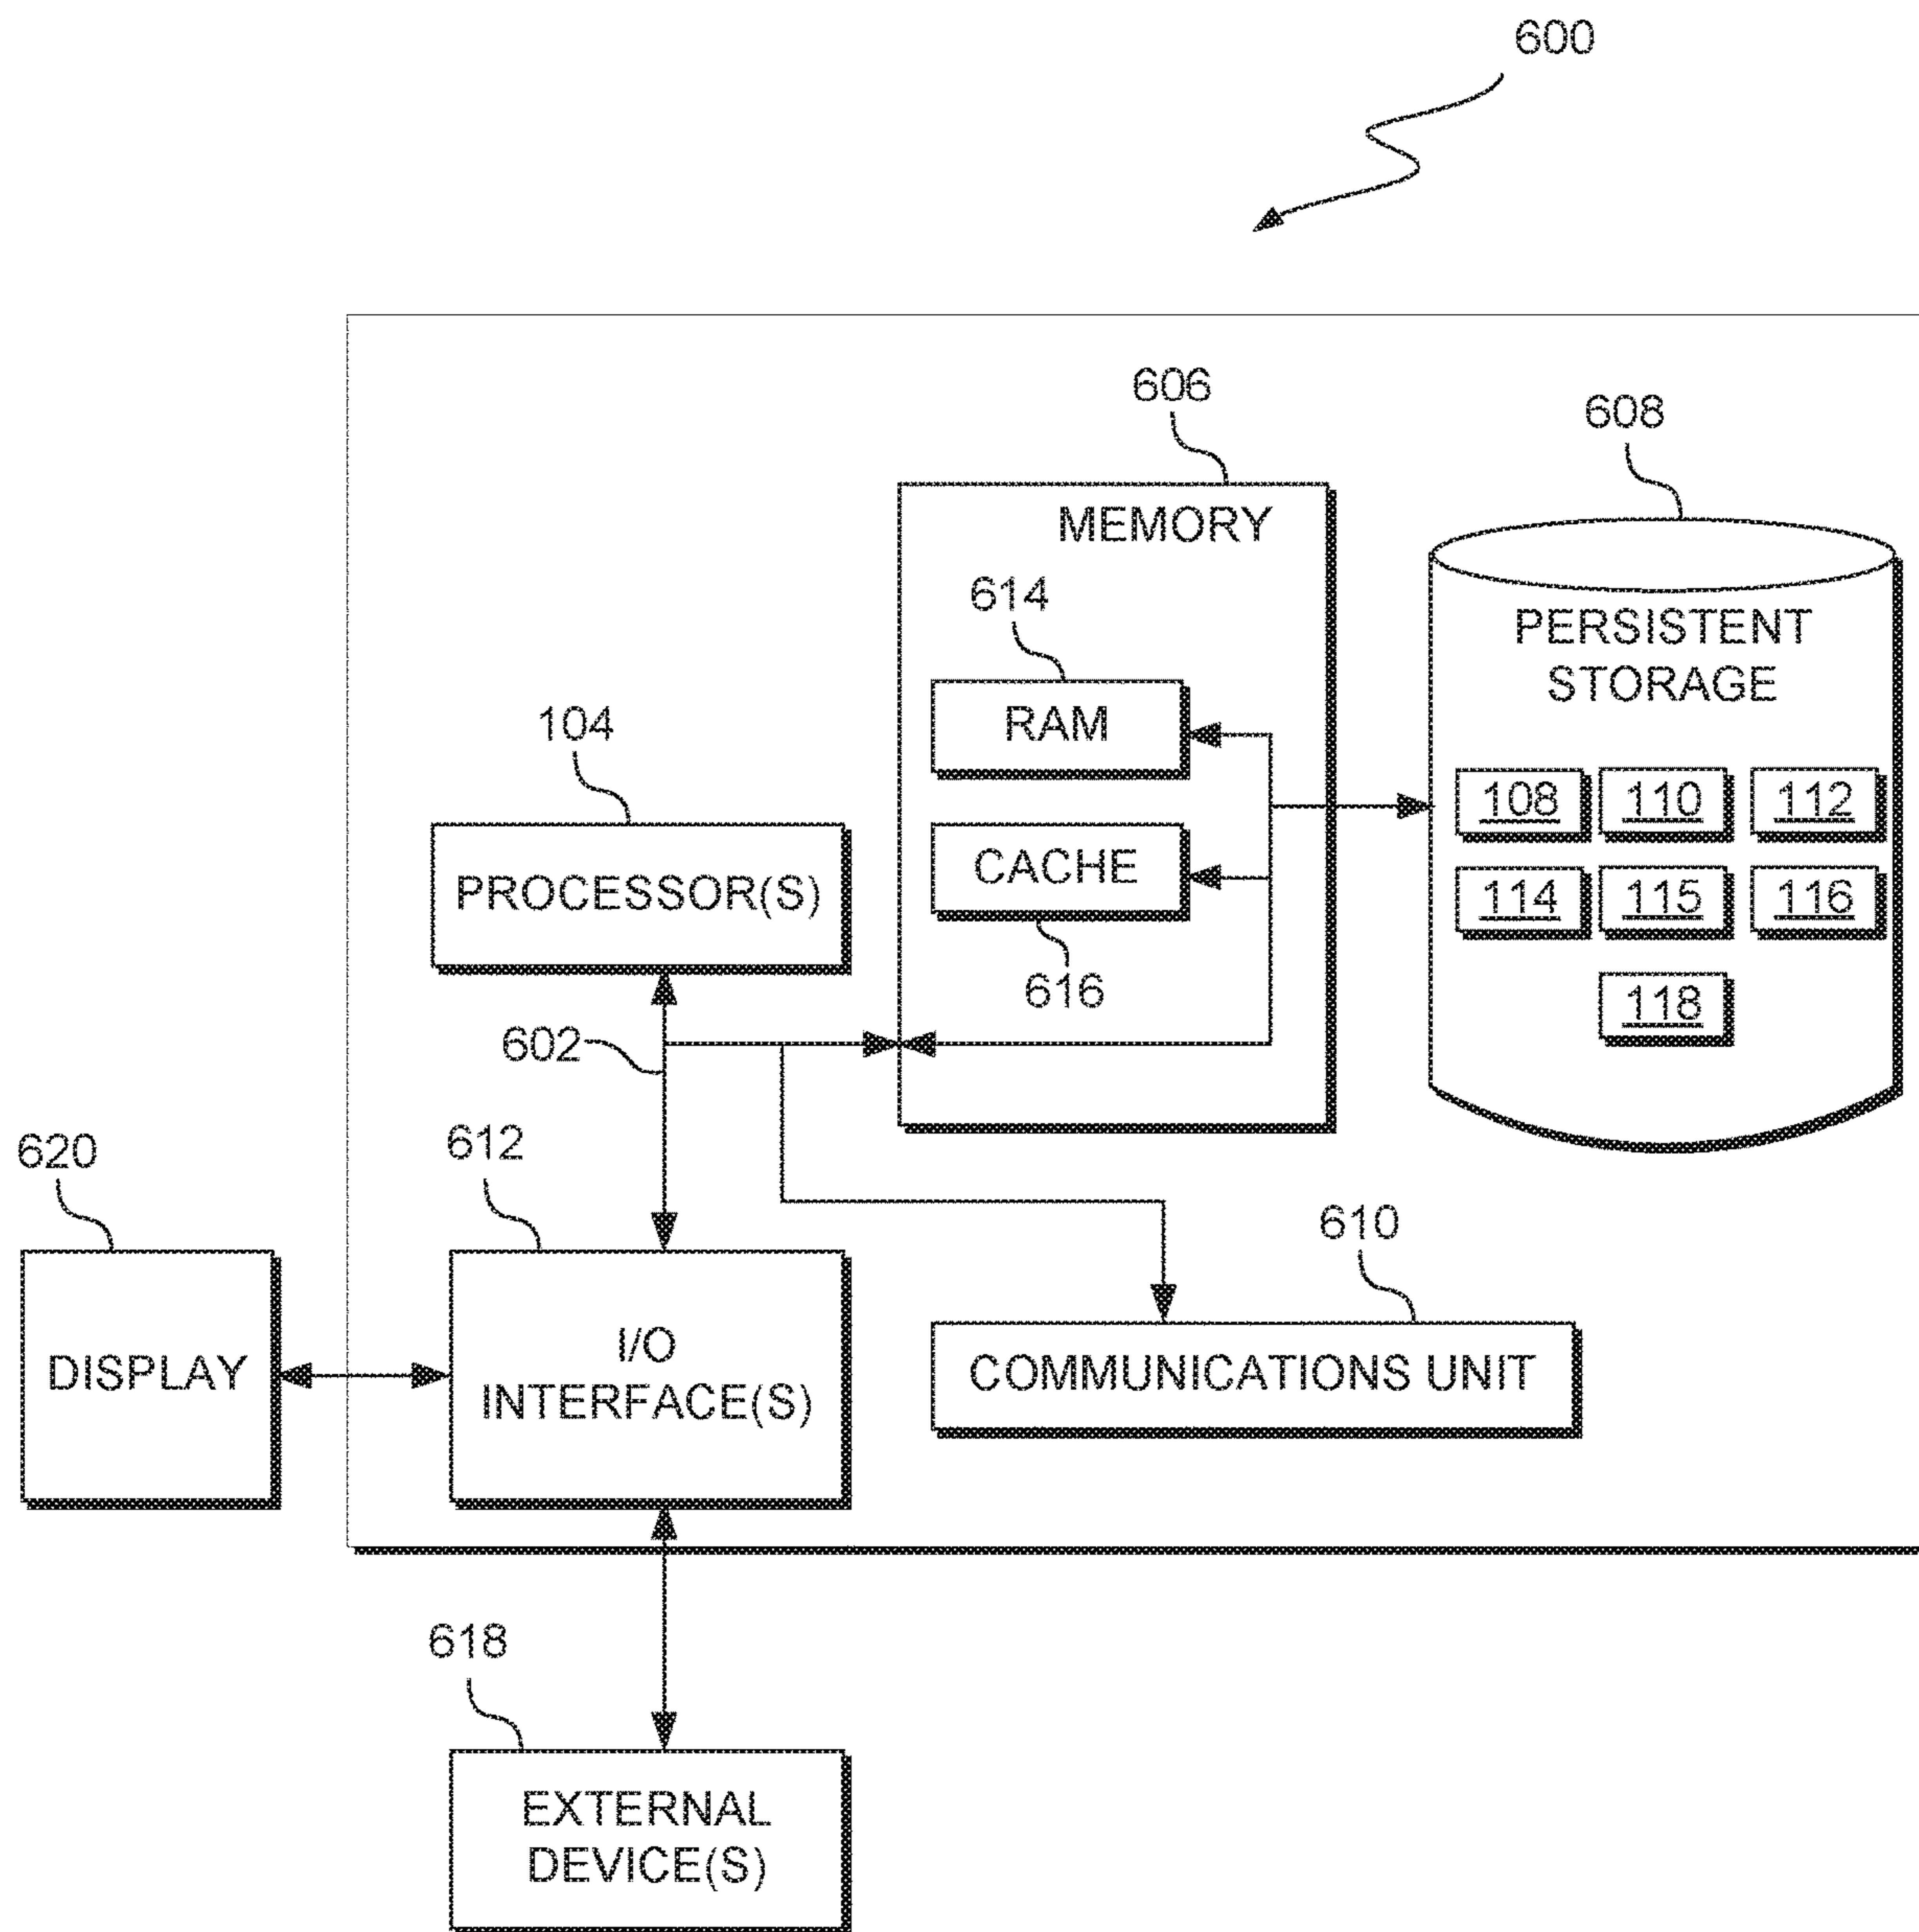 600
606
608
MEMORY
614
PERSISTENT
STORAGE
RAM
104
108 110 112
CACHE
PROCESSOR(S)
114 115 116
616
118
602
612
620
610
I/O
INTERFACE(S)
DISPLAY
COMMUNICATIONS UNIT
618
EXTERNAL
DEVICE(S)